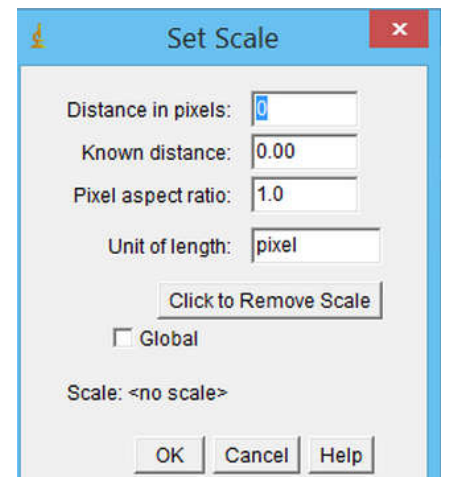 Set Scale
Distance in pixels: 0
Known distance: 0.00
Pixel aspect ratio: 1.0
Unit of length: pixel
Click to Remove Scale
Global
Scale: <no scale>
OK Cancel Help